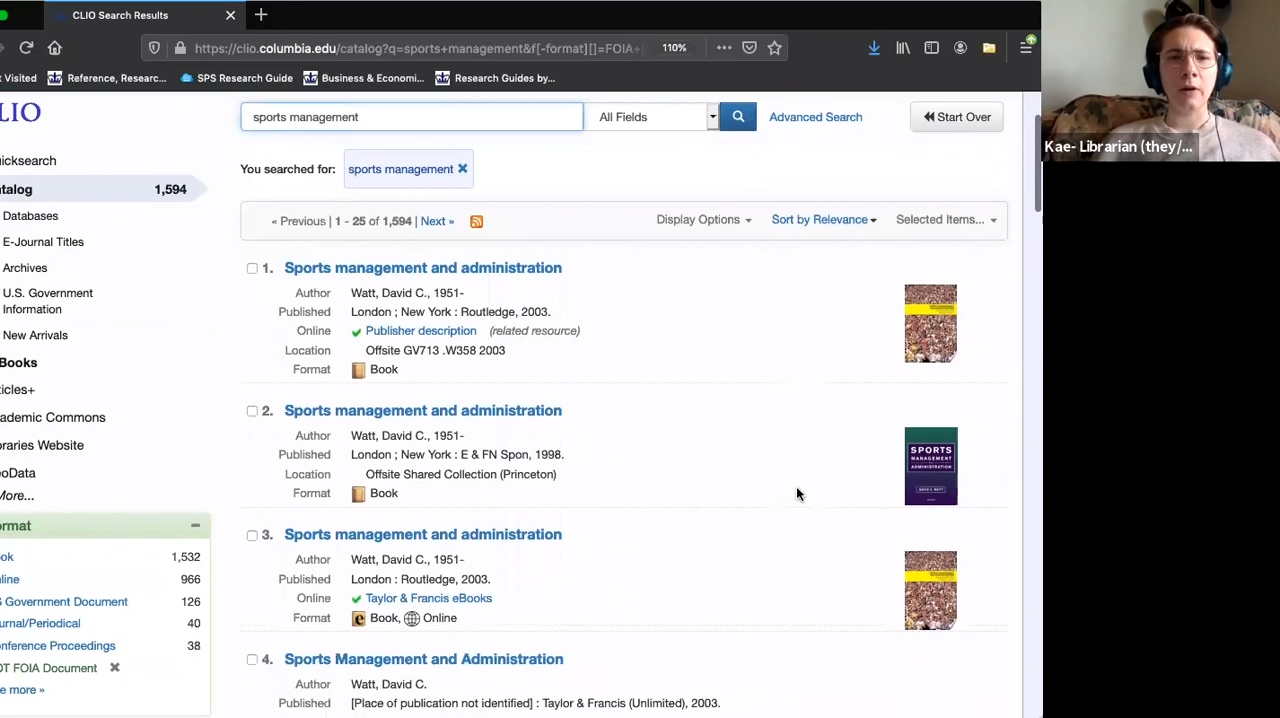 CLIO Search Results
https://clio.columbia.edu/catalog?q=sports+management&f[-format][]=FOIA+
110%
t Visited
Reference, Researc...
SPS Research Guide
Business & Economi...
Research Guides by...
LIO
sports management
All Fields
Advanced Search
Start Over
You searched for:
sports management
« Previous | 1 - 25 of 1,594 | Next »
Display Options
Sort by Relevance
Selected Items...
uicksearch
atalog 1,594
Databases
E-Journal Titles
Archives
U.S. Government
Information
New Arrivals
Books
ticles+
ademic Commons
braries Website
eoData
More...
ormat
ok 1,532
line 966
S Government Document 126
urnal/Periodical 40
onference Proceedings 38
OT FOIA Document
e more »
1. Sports management and administration
Author Watt, David C., 1951-
Published London ; New York : Routledge, 2003.
Online Publisher description (related resource)
Location Offsite GV713 .W358 2003
Format Book
2. Sports management and administration
Author Watt, David C., 1951-
Published London ; New York : E & FN Spon, 1998.
Location Offsite Shared Collection (Princeton)
Format Book
SPORTS
MANAGEMENT
ADMINISTRATION
3. Sports management and administration
Author Watt, David C., 1951-
Published London : Routledge, 2003.
Online Taylor & Francis eBooks
Format Book, Online
4. Sports Management and Administration
Author Watt, David C.
Published [Place of publication not identified] : Taylor & Francis (Unlimited), 2003.
Kae- Librarian (they/...